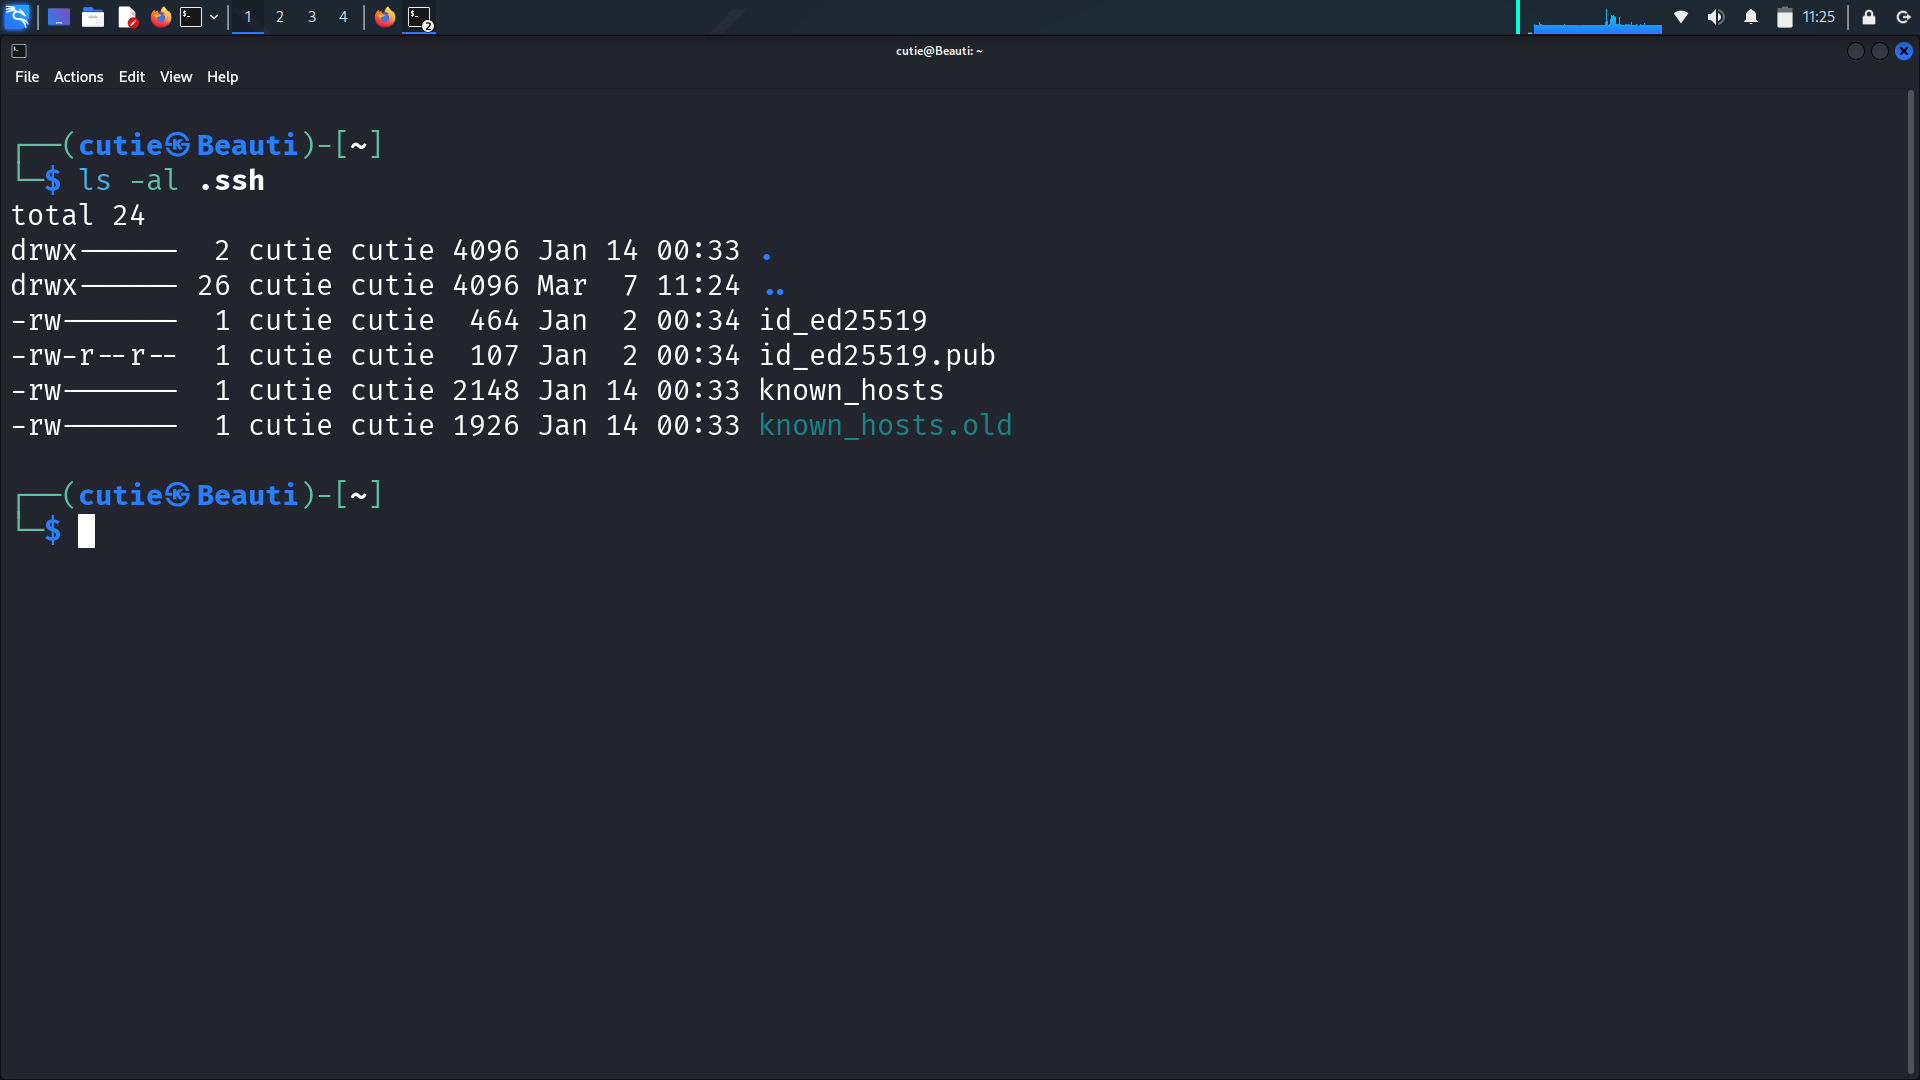 1 2 3 4 2 11:25
cutie@Beauti: ~
File Actions Edit View Help
┌──(cutie㉿Beauti)-[~]
└─$ ls -al .ssh
total 24
drwx------  2 cutie cutie 4096 Jan 14 00:33 .
drwx------ 26 cutie cutie 4096 Mar  7 11:24 ..
-rw-------  1 cutie cutie  464 Jan  2 00:34 id_ed25519
-rw-r--r--  1 cutie cutie  107 Jan  2 00:34 id_ed25519.pub
-rw-------  1 cutie cutie 2148 Jan 14 00:33 known_hosts
-rw-------  1 cutie cutie 1926 Jan 14 00:33 known_hosts.old
┌──(cutie㉿Beauti)-[~]
└─$